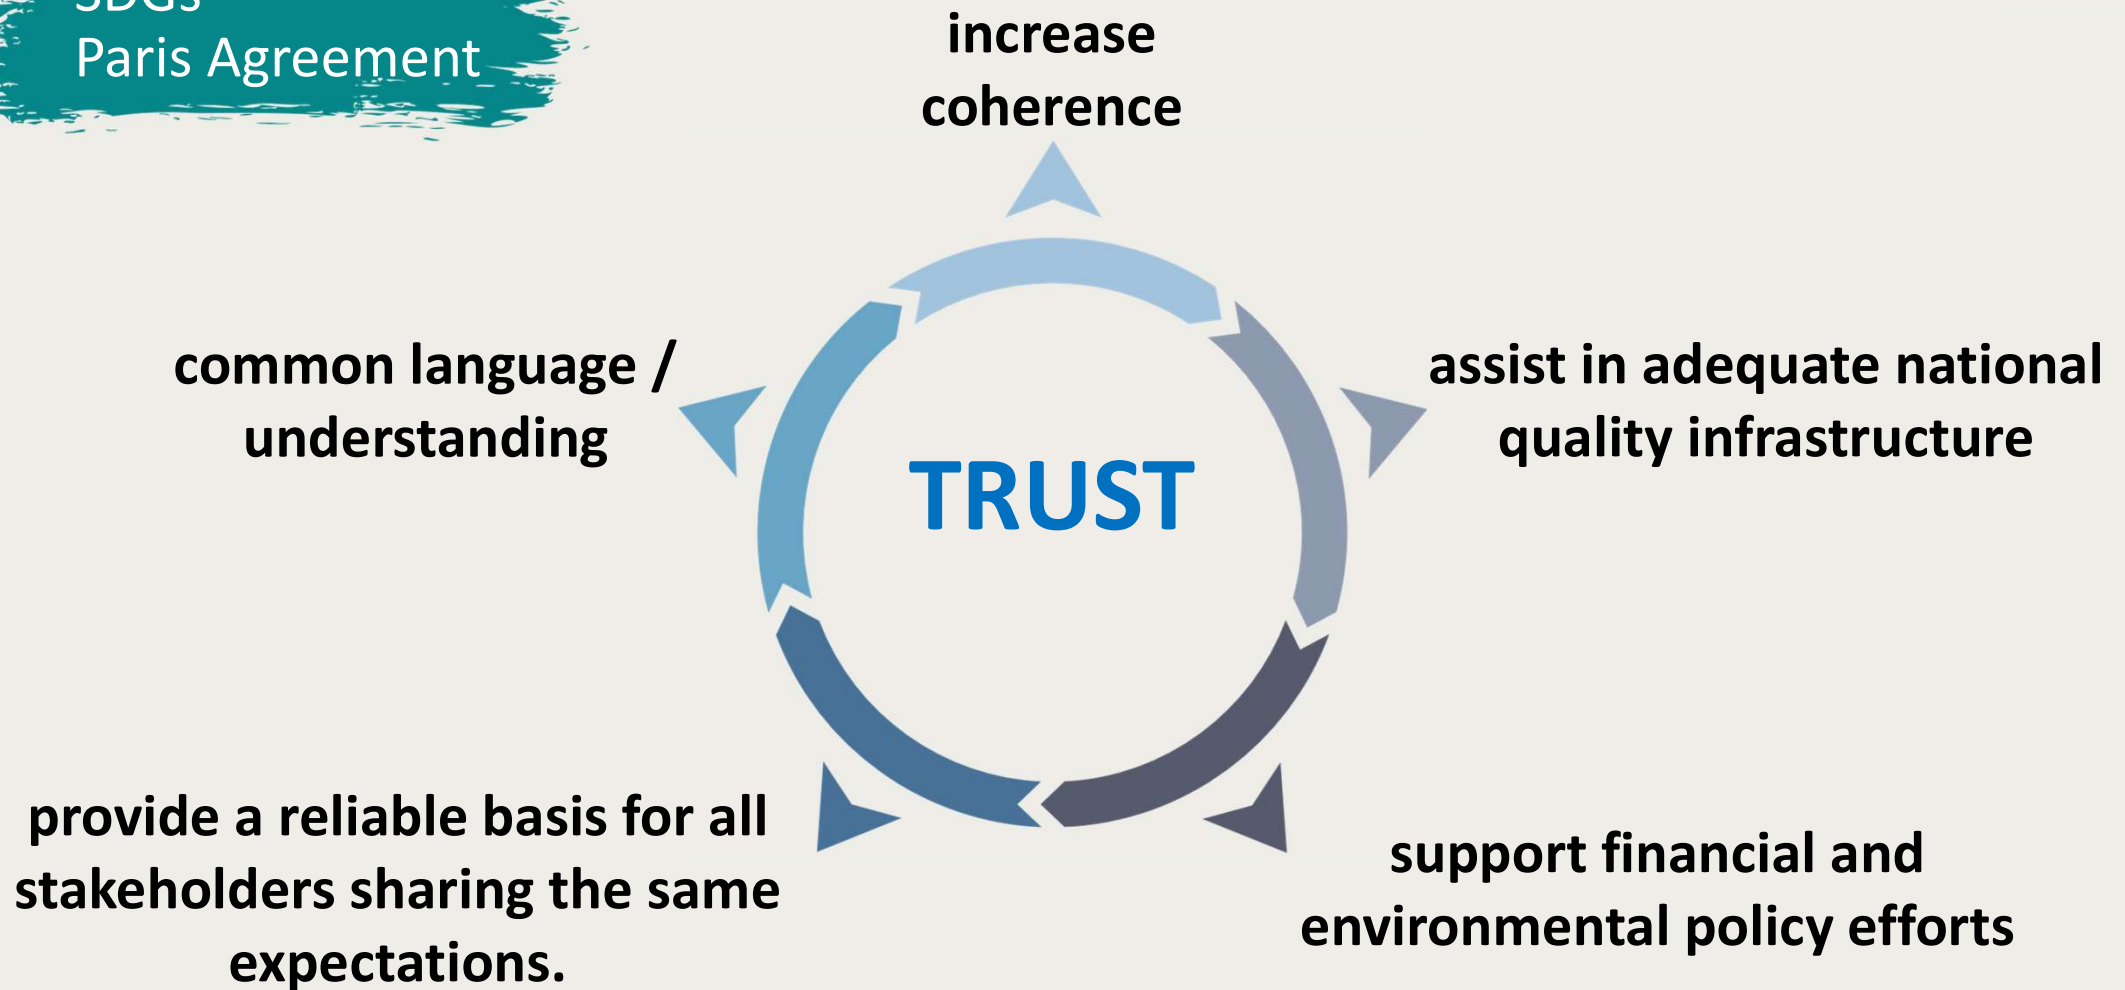 SDGs
Paris Agreement
increase
coherence
common language /
understanding
assist in adequate national
quality infrastructure
TRUST
provide a reliable basis for all
stakeholders sharing the same
expectations.
support financial and
environmental policy efforts